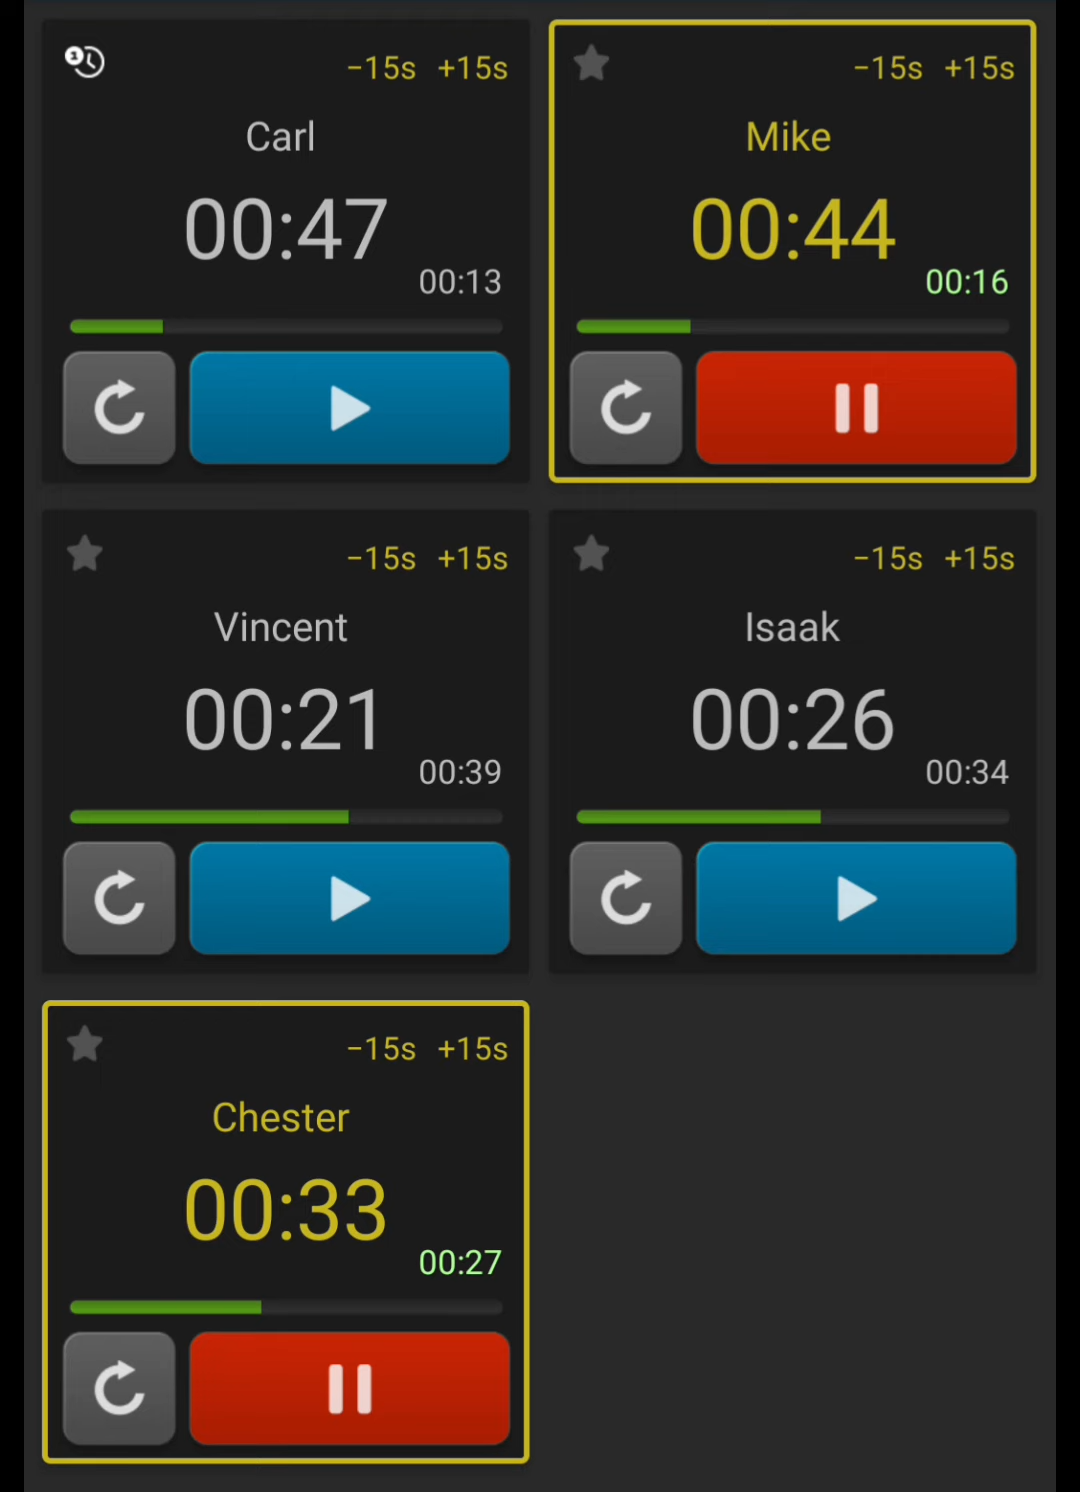 1
−15s +15s
Carl
00:47
00:13
−15s +15s
Mike
00:44
00:16
−15s +15s
Vincent
00:21
00:39
−15s +15s
Isaak
00:26
00:34
−15s +15s
Chester
00:33
00:27